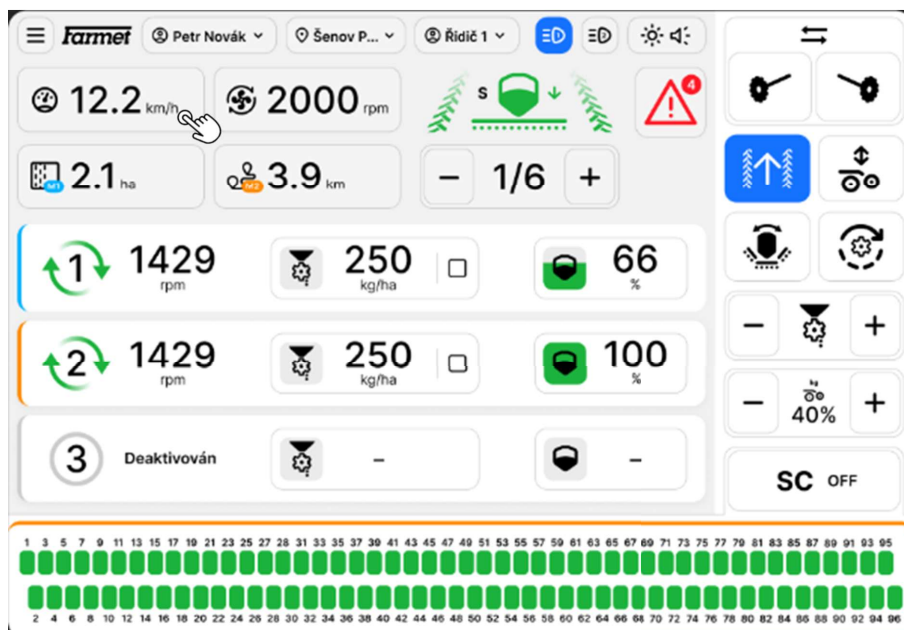 Farmet Petr Novák Šenov P... Řidič 1
12.2 km/h 2000 rpm S 4
M1 2.1 ha M2 3.9 km − 1/6 +
1 1429 rpm 250 kg/ha 66 %
2 1429 rpm 250 kg/ha 100 %
3 Deaktivován – –
− +
− kg 40% +
SC OFF
1 3 5 7 9 11 13 15 17 19 21 23 25 27 28 31 33 35 37 39 41 43 45 47 49 51 53 55 57 59 61 63 65 67 69 71 73 75 77 79 81 83 85 87 89 91 93 95
2 4 6 8 10 12 14 16 18 20 22 24 26 28 30 32 34 36 38 40 42 44 46 48 50 52 54 56 58 60 62 64 66 68 70 72 74 76 78 80 82 84 86 88 90 92 94 96